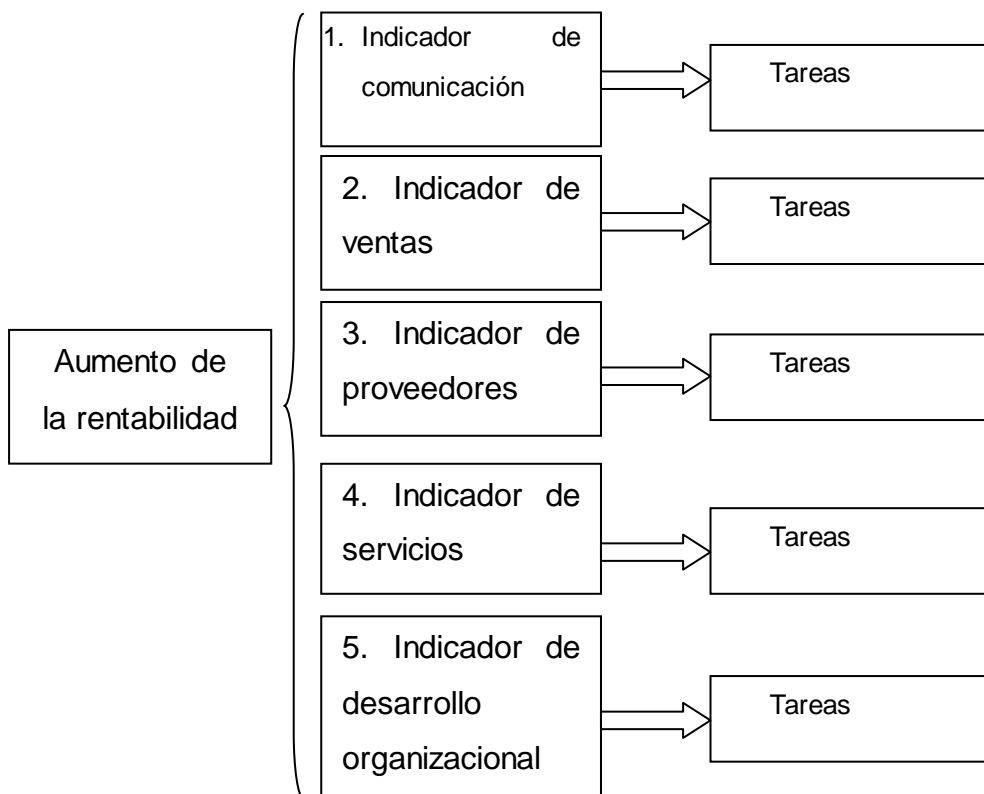 Aumento de
la rentabilidad
1. Indicador de
comunicación
Tareas
2. Indicador de
ventas
Tareas
3. Indicador de
proveedores
Tareas
4. Indicador de
servicios
Tareas
5. Indicador de
desarrollo
organizacional
Tareas